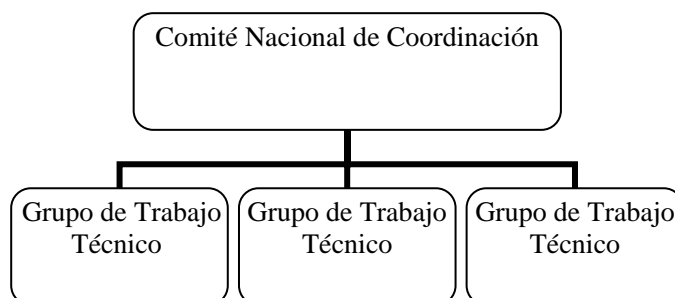 Comité Nacional de Coordinación
Grupo de Trabajo
Técnico
Grupo de Trabajo
Técnico
Grupo de Trabajo
Técnico